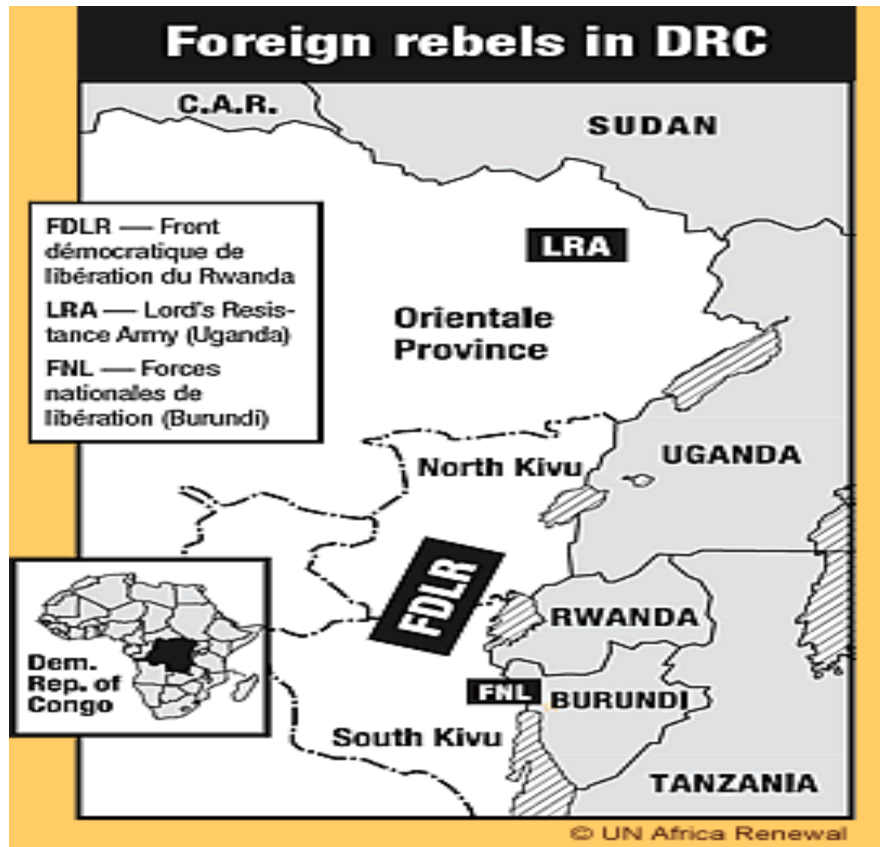 Foreign rebels in DRC
C.A.R.
SUDAN
FDLR — Front
démocratique de
libération du Rwanda
LRA — Lord's Resis-
tance Army (Uganda)
FNL — Forces
nationales de
libération (Burundi)
LRA
Orientale
Province
North Kivu
UGANDA
FDLR
RWANDA
Dem.
Rep. of
Congo
FNL
BURUNDI
South Kivu
TANZANIA
© UN Africa Renewal